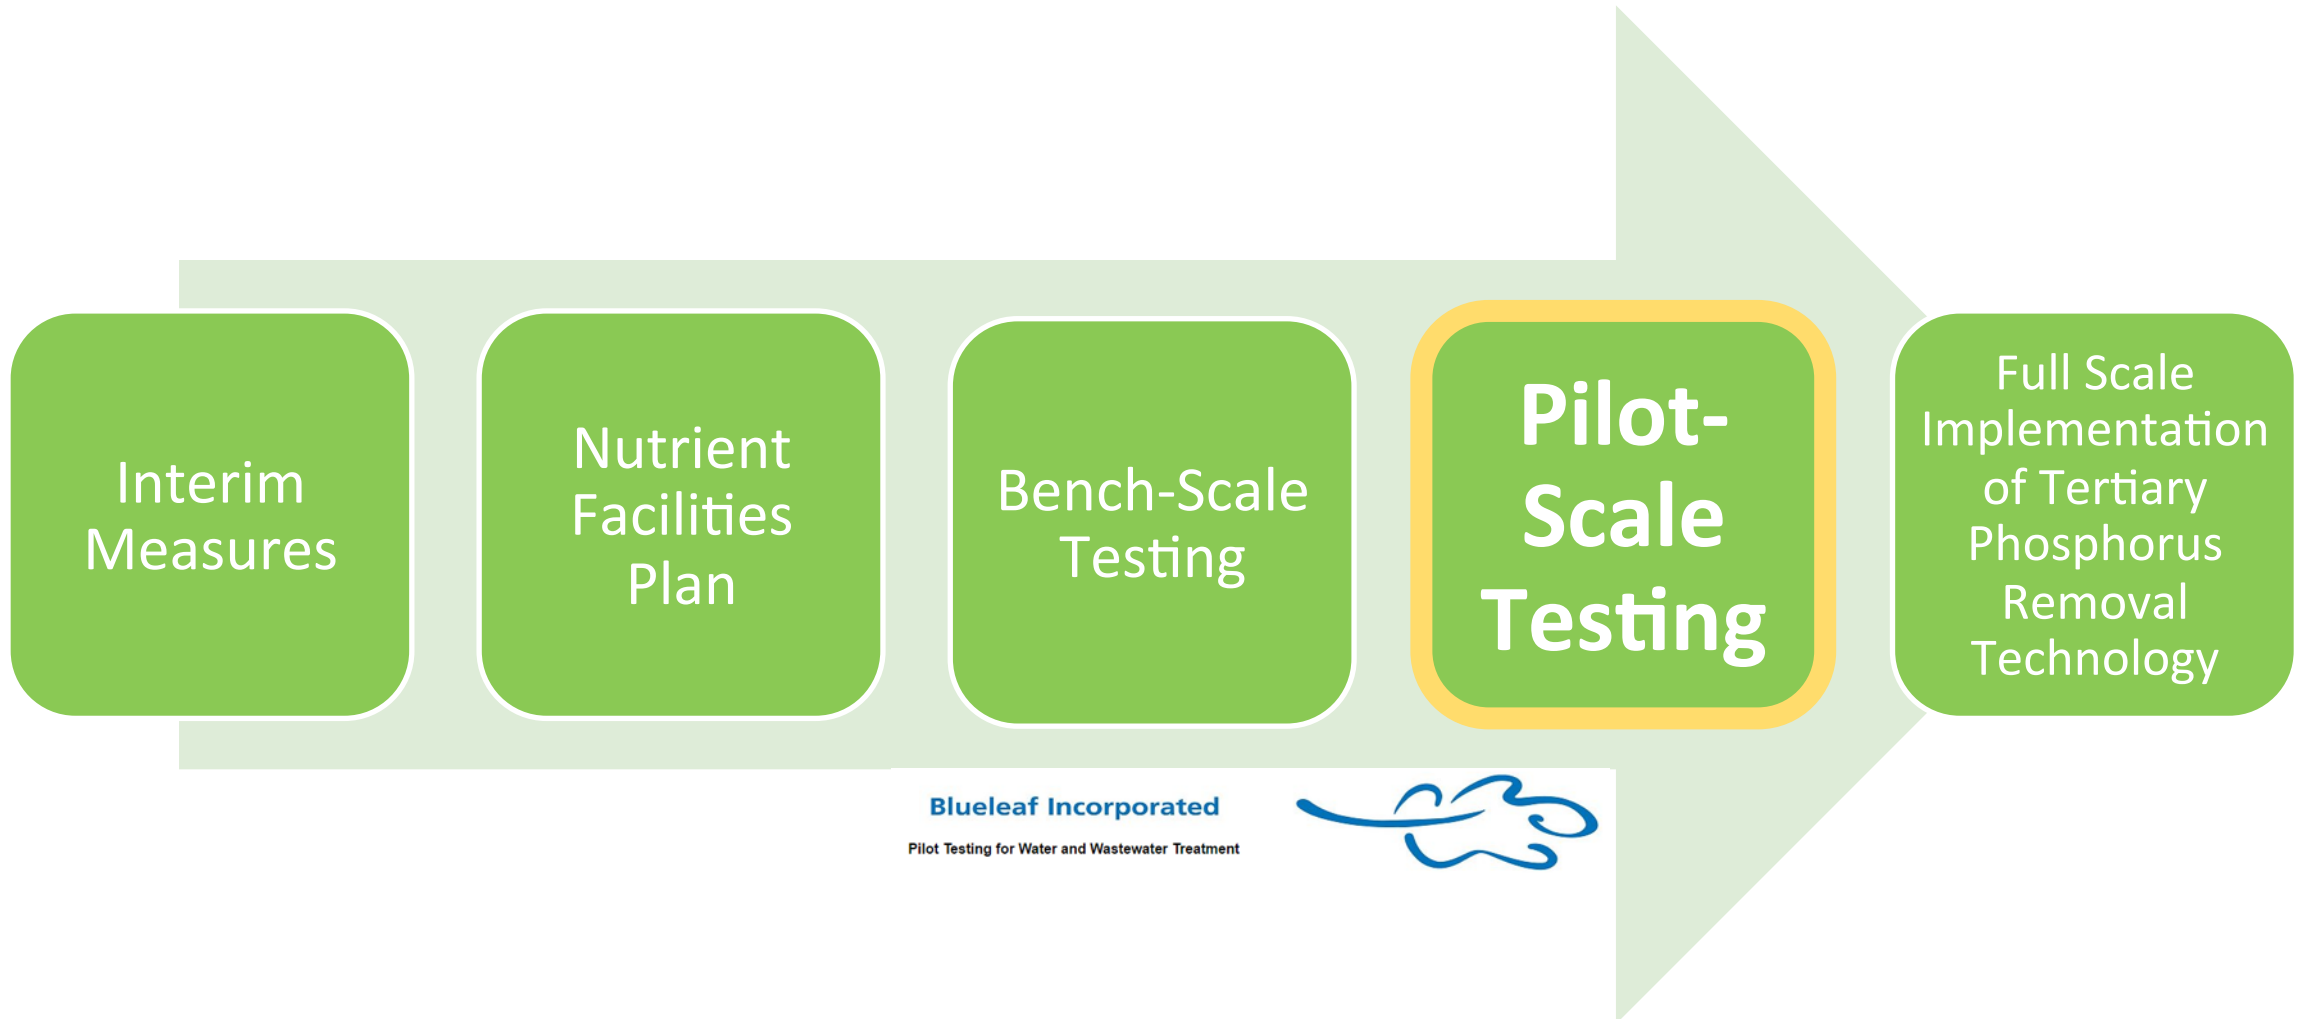 Interim
Measures
Nutrient
Facilities
Plan
Bench-Scale
Testing
Pilot-
Scale
Testing
Full Scale
Implementation
of Tertiary
Phosphorus
Removal
Technology
Blueleaf Incorporated
Pilot Testing for Water and Wastewater Treatment